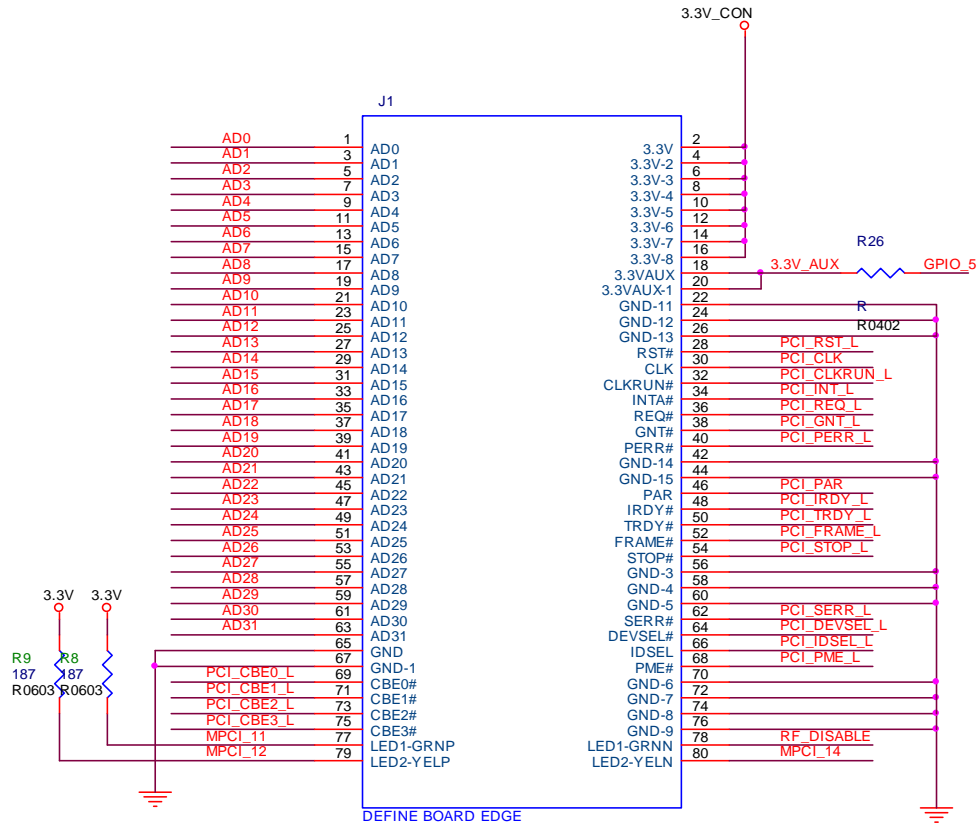 3.3V_CON
J1
AD0 1 AD0 3.3V 2
AD1 3 AD1 3.3V-2 4
AD2 5 AD2 3.3V-3 6
AD3 7 AD3 3.3V-4 8
AD4 9 AD4 3.3V-5 10
AD5 11 AD5 3.3V-6 12
AD6 13 AD6 3.3V-7 14
R26
AD7 15 AD7 3.3V-8 16
AD8 17 AD8 3.3VAUX 18 3.3V_AUX GPIO_5
AD9 19 AD9 3.3VAUX-1 20
AD10 21 AD10 GND-11 22
R
AD11 23 AD11 GND-12 24
R0402
AD12 25 AD12 GND-13 26
AD13 27 AD13 RST# 28 PCI_RST_L
AD14 29 AD14 CLK 30 PCI_CLK
AD15 31 AD15 CLKRUN# 32 PCI_CLKRUN_L
AD16 33 AD16 INTA# 34 PCI_INT_L
AD17 35 AD17 REQ# 36 PCI_REQ_L
AD18 37 AD18 GNT# 38 PCI_GNT_L
AD19 39 AD19 PERR# 40 PCI_PERR_L
AD20 41 AD20 GND-14 42
AD21 43 AD21 GND-15 44
AD22 45 AD22 PAR 46 PCI_PAR
AD23 47 AD23 IRDY# 48 PCI_IRDY_L
AD24 49 AD24 TRDY# 50 PCI_TRDY_L
AD25 51 AD25 FRAME# 52 PCI_FRAME_L
AD26 53 AD26 STOP# 54 PCI_STOP_L
AD27 55 AD27 GND-3 56
AD28 57 AD28 GND-4 58
AD29 59 AD29 GND-5 60
3.3V 3.3V
AD30 61 AD30 SERR# 62 PCI_SERR_L
AD31 63 AD31 DEVSEL# 64 PCI_DEVSEL_L
65 GND IDSEL 66 PCI_IDSEL_L
R9 R8
67 GND-1 PME# 68 PCI_PME_L
187 187
PCI_CBE0_L 69 CBE0# GND-6 70
R0603 R0603
PCI_CBE1_L 71 CBE1# GND-7 72
PCI_CBE2_L 73 CBE2# GND-8 74
PCI_CBE3_L 75 CBE3# GND-9 76
MPCI_11 77 LED1-GRNP LED1-GRNN 78 RF_DISABLE
MPCI_12 79 LED2-YELP LED2-YELN 80 MPCI_14
DEFINE BOARD EDGE